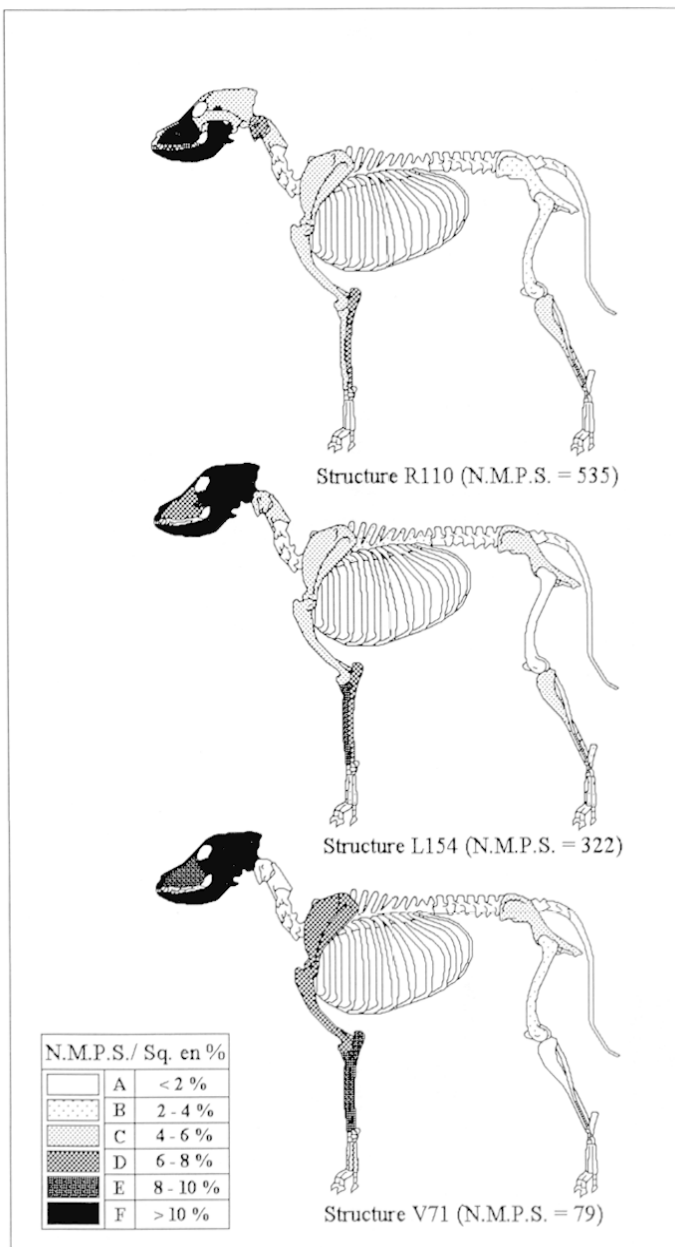 Structure R110 (N.M.P.S. = 535)
Structure L154 (N.M.P.S. = 322)
Structure V71 (N.M.P.S. = 79)
N.M.P.S./ Sq. en %
A < 2 %
B 2 - 4 %
C 4 - 6 %
D 6 - 8 %
E 8 - 10 %
F > 10 %